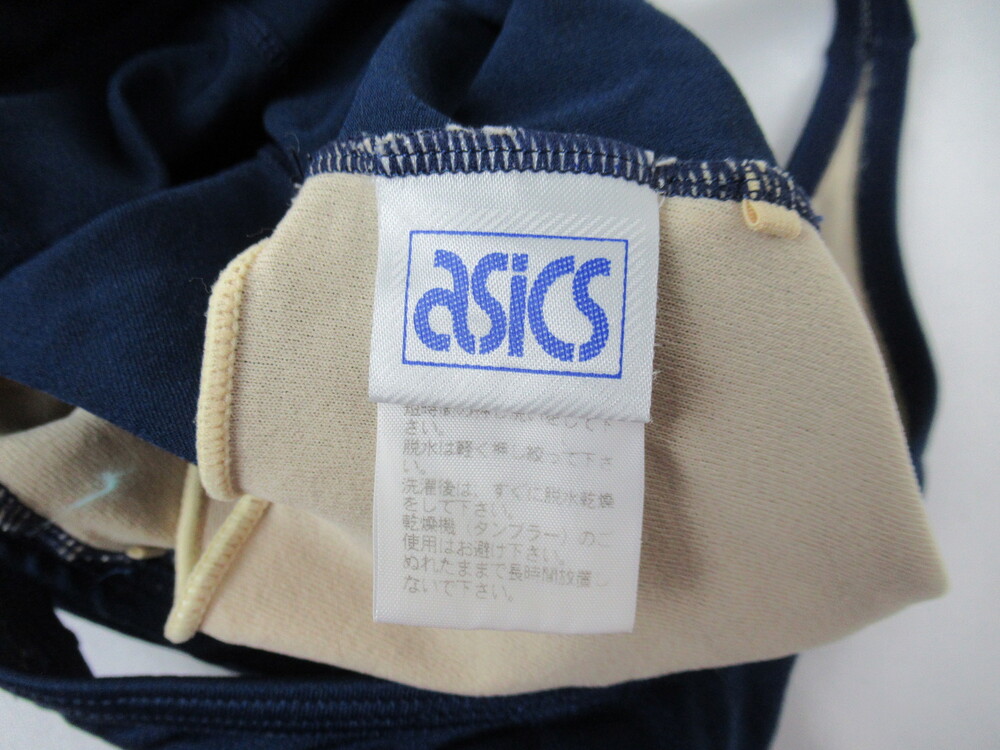 asics
さい。
脱水は軽く押し絞って下さ
い。
洗濯後は、すぐに脱水乾燥
をして下さい。
乾燥機(タンブラー)のご
使用はお避け下さい。
ぬれたままで長時間放置し
ないで下さい。